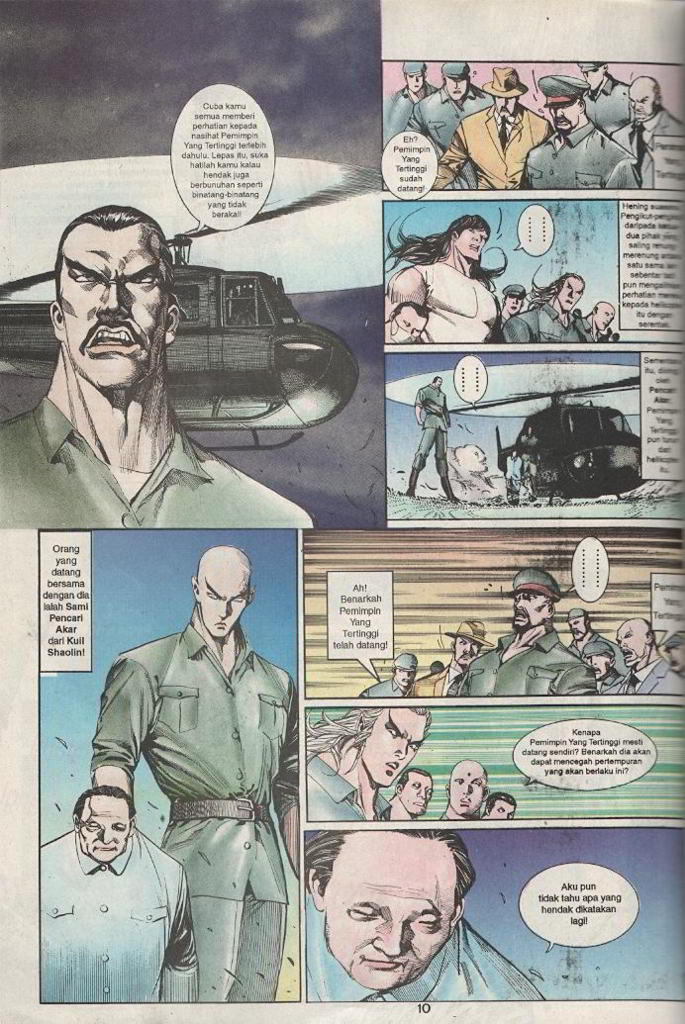 Cuba kamu
semua memberi
perhatian kepada
nasihat Pemimpin
Yang Tertinggi terlebih
dahulu. Lepas itu, suka
hatilah kamu kalau
hendak juga
berbunuhan seperti
binatang-binatang
yang tidak
berakal!
Eh?
Pemimpin
Yang
Tertinggi
sudah
datang!
Pemimpin
Yang
Tertinggi
Hening
Pengikut-pengikut
daripada
dua pihak
saling renung
merenung antara
satu sama
sebentar
pun mengalihkan
perhatian
kepada helikopter
itu dengan
serentak
Sementara
itu,
oleh
Pencari
Akar
Pemimpin
Yang
Tertinggi
pun turun
dari
helikopter
itu.
Orang
yang
datang
bersama
dengan dia
ialah Sami
Pencari
Akar
dari Kuil
Shaolin!
Ah!
Benarkah
Pemimpin
Yang
Tertinggi
telah datang?
Pemimpin
Yang
Tertinggi
Kenapa
Pemimpin Yang Tertinggi mesti
datang sendiri? Benarkah dia akan
dapat mencegah pertempuran
yang akan berlaku ini?
Aku pun
tidak tahu apa yang
hendak dikatakan
lagi!
10